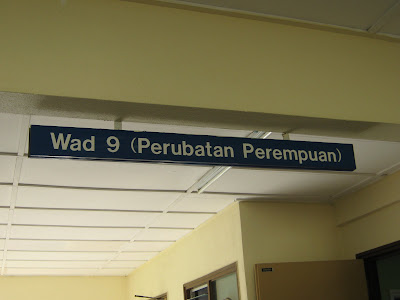 Wad 9 (Perubatan Perempuan)